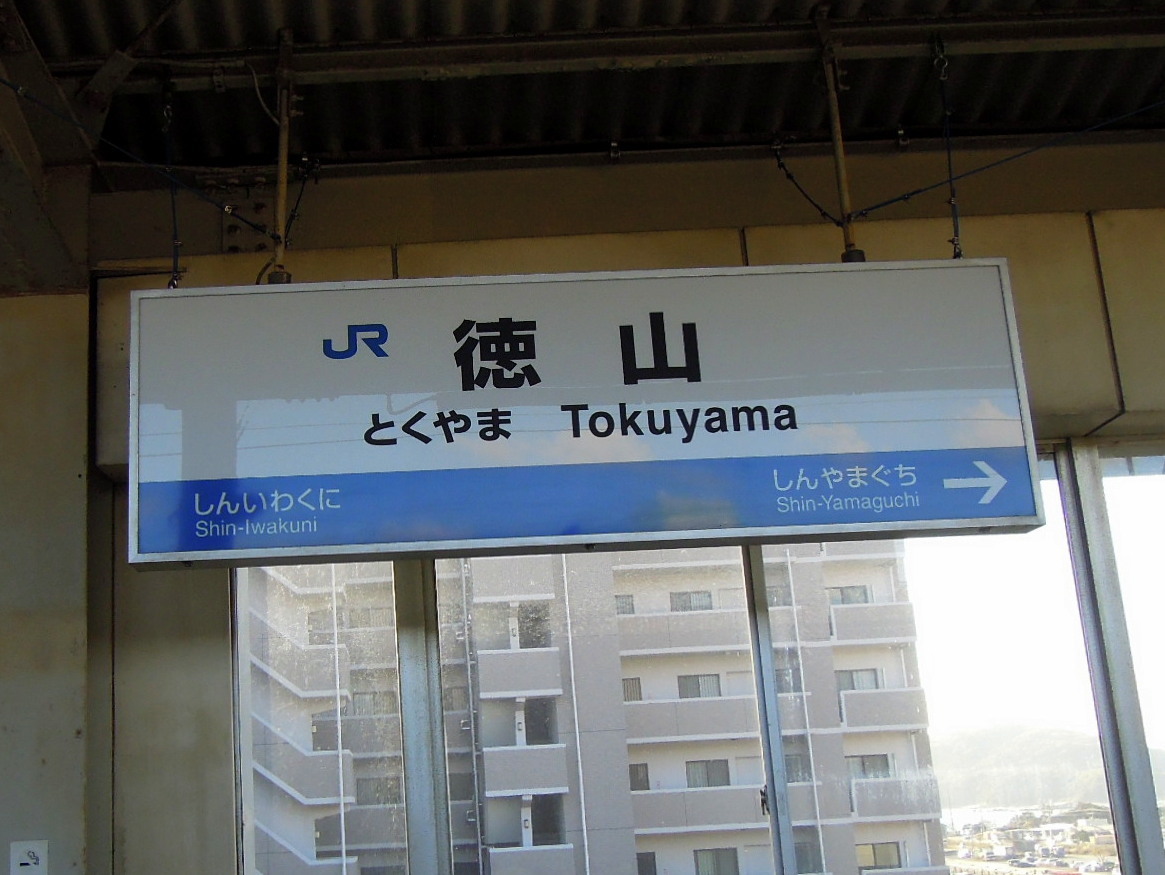 JR 徳山
とくやま Tokuyama
しんいわくに
Shin-Iwakuni
しんやまぐち
Shin-Yamaguchi